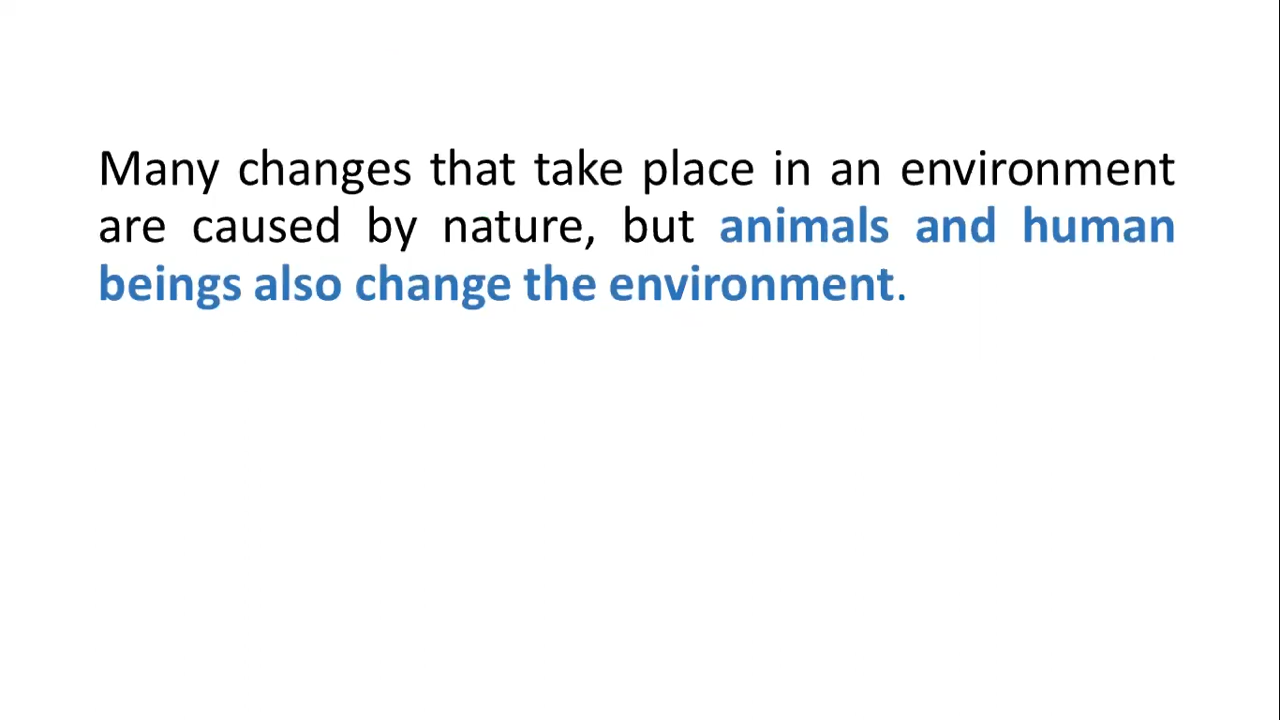 Many changes that take place in an environment
are caused by nature, but animals and human
beings also change the environment.